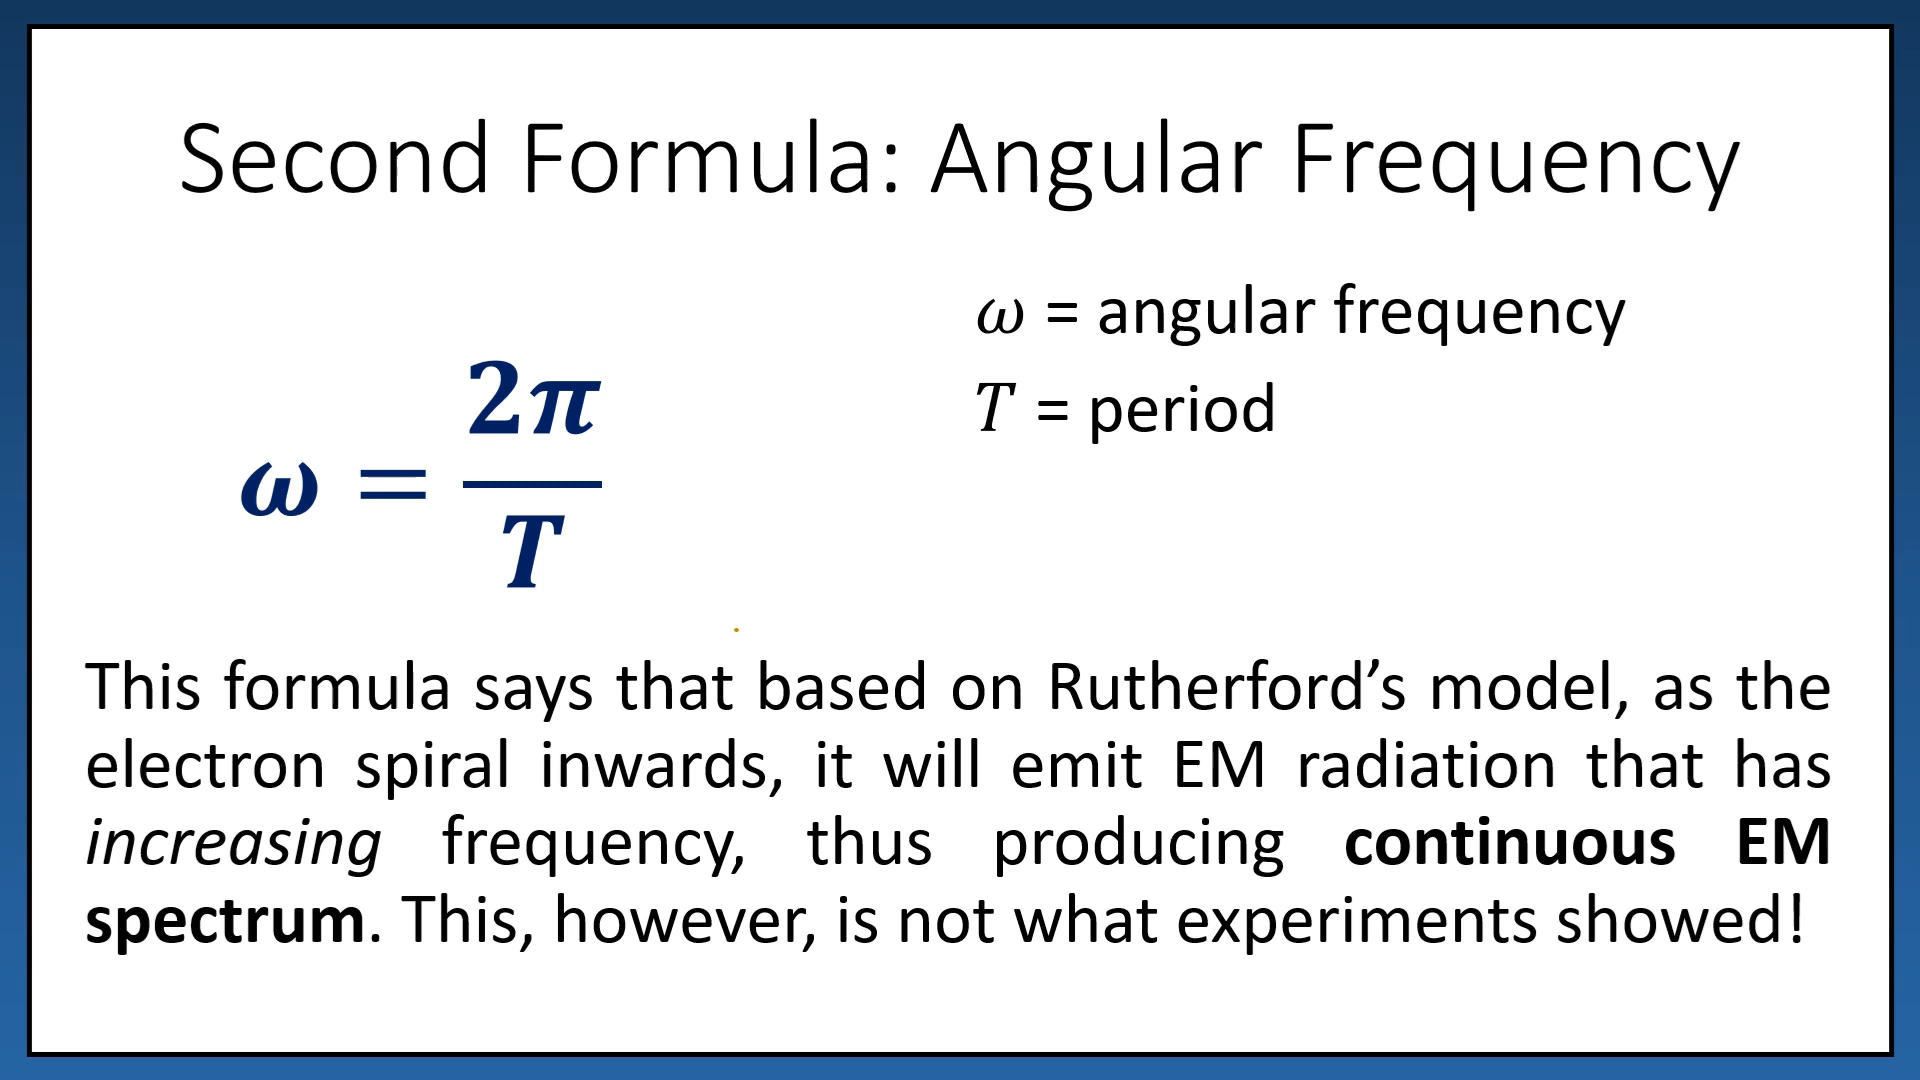 Second Formula: Angular Frequency
ω = angular frequency
T = period
ω = 2π/T
This formula says that based on Rutherford’s model, as the
electron spiral inwards, it will emit EM radiation that has
increasing frequency, thus producing continuous EM
spectrum. This, however, is not what experiments showed!